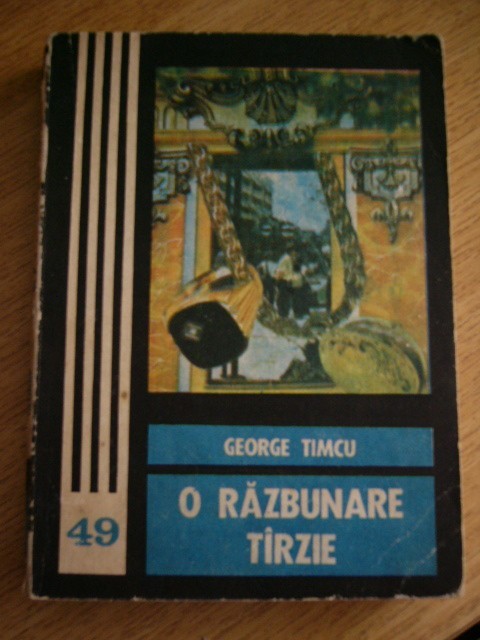 GEORGE TIMCU
O RĂZBUNARE
TÎRZIE
49